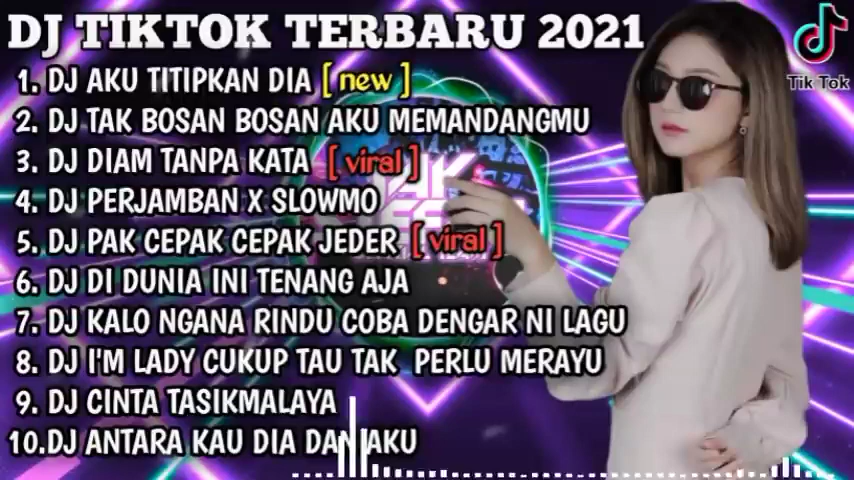 DJ TIKTOK TERBARU 2021
Tik Tok
1. DJ AKU TITIPKAN DIA [ new ]
2. DJ TAK BOSAN BOSAN AKU MEMANDANGMU
3. DJ DIAM TANPA KATA [ viral ]
4. DJ PERJAMBAN X SLOWMO
5. DJ PAK CEPAK CEPAK JEDER [ viral ]
6. DJ DI DUNIA INI TENANG AJA
7. DJ KALO NGANA RINDU COBA DENGAR NI LAGU
8. DJ I'M LADY CUKUP TAU TAK PERLU MERAYU
9. DJ CINTA TASIKMALAYA
10.DJ ANTARA KAU DIA DAN AKU